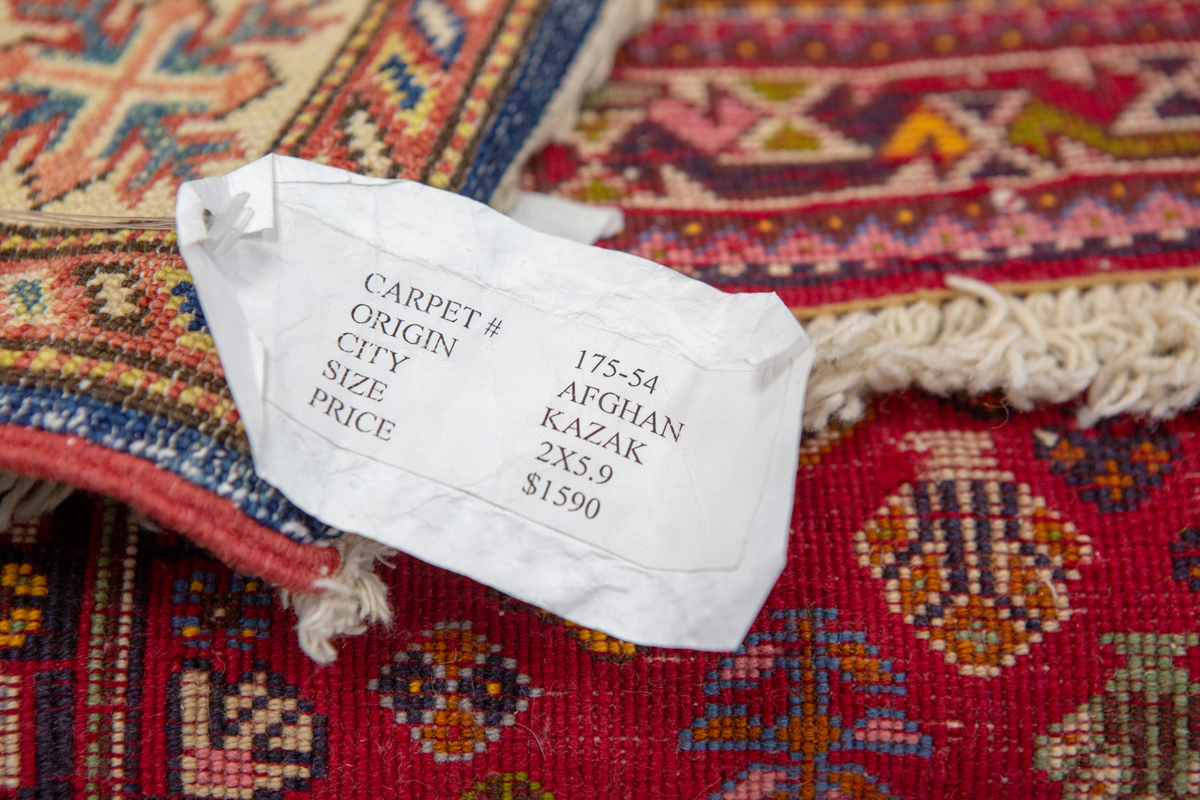 CARPET # 175-54
ORIGIN AFGHAN
CITY KAZAK
SIZE 2X5.9
PRICE $1590